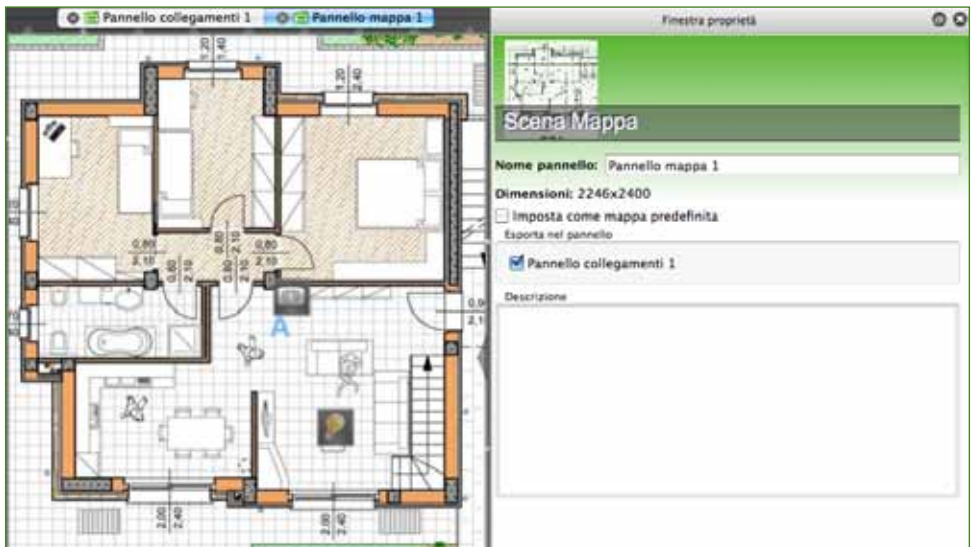 Pannello collegamenti 1
Pannello mappa 1
Finestra proprietà
Scena Mappa
Nome pannello: Pannello mappa 1
Dimensioni: 2246x2400
Imposta come mappa predefinita
Esporta nel pannello
Pannello collegamenti 1
Descrizione
1,20
1,40
1,20
2,40
0,80
2,10
0,80
2,10
0,80
2,10
0,80
2,10
0,80
2,10
A
2,00
2,40
2,00
2,40